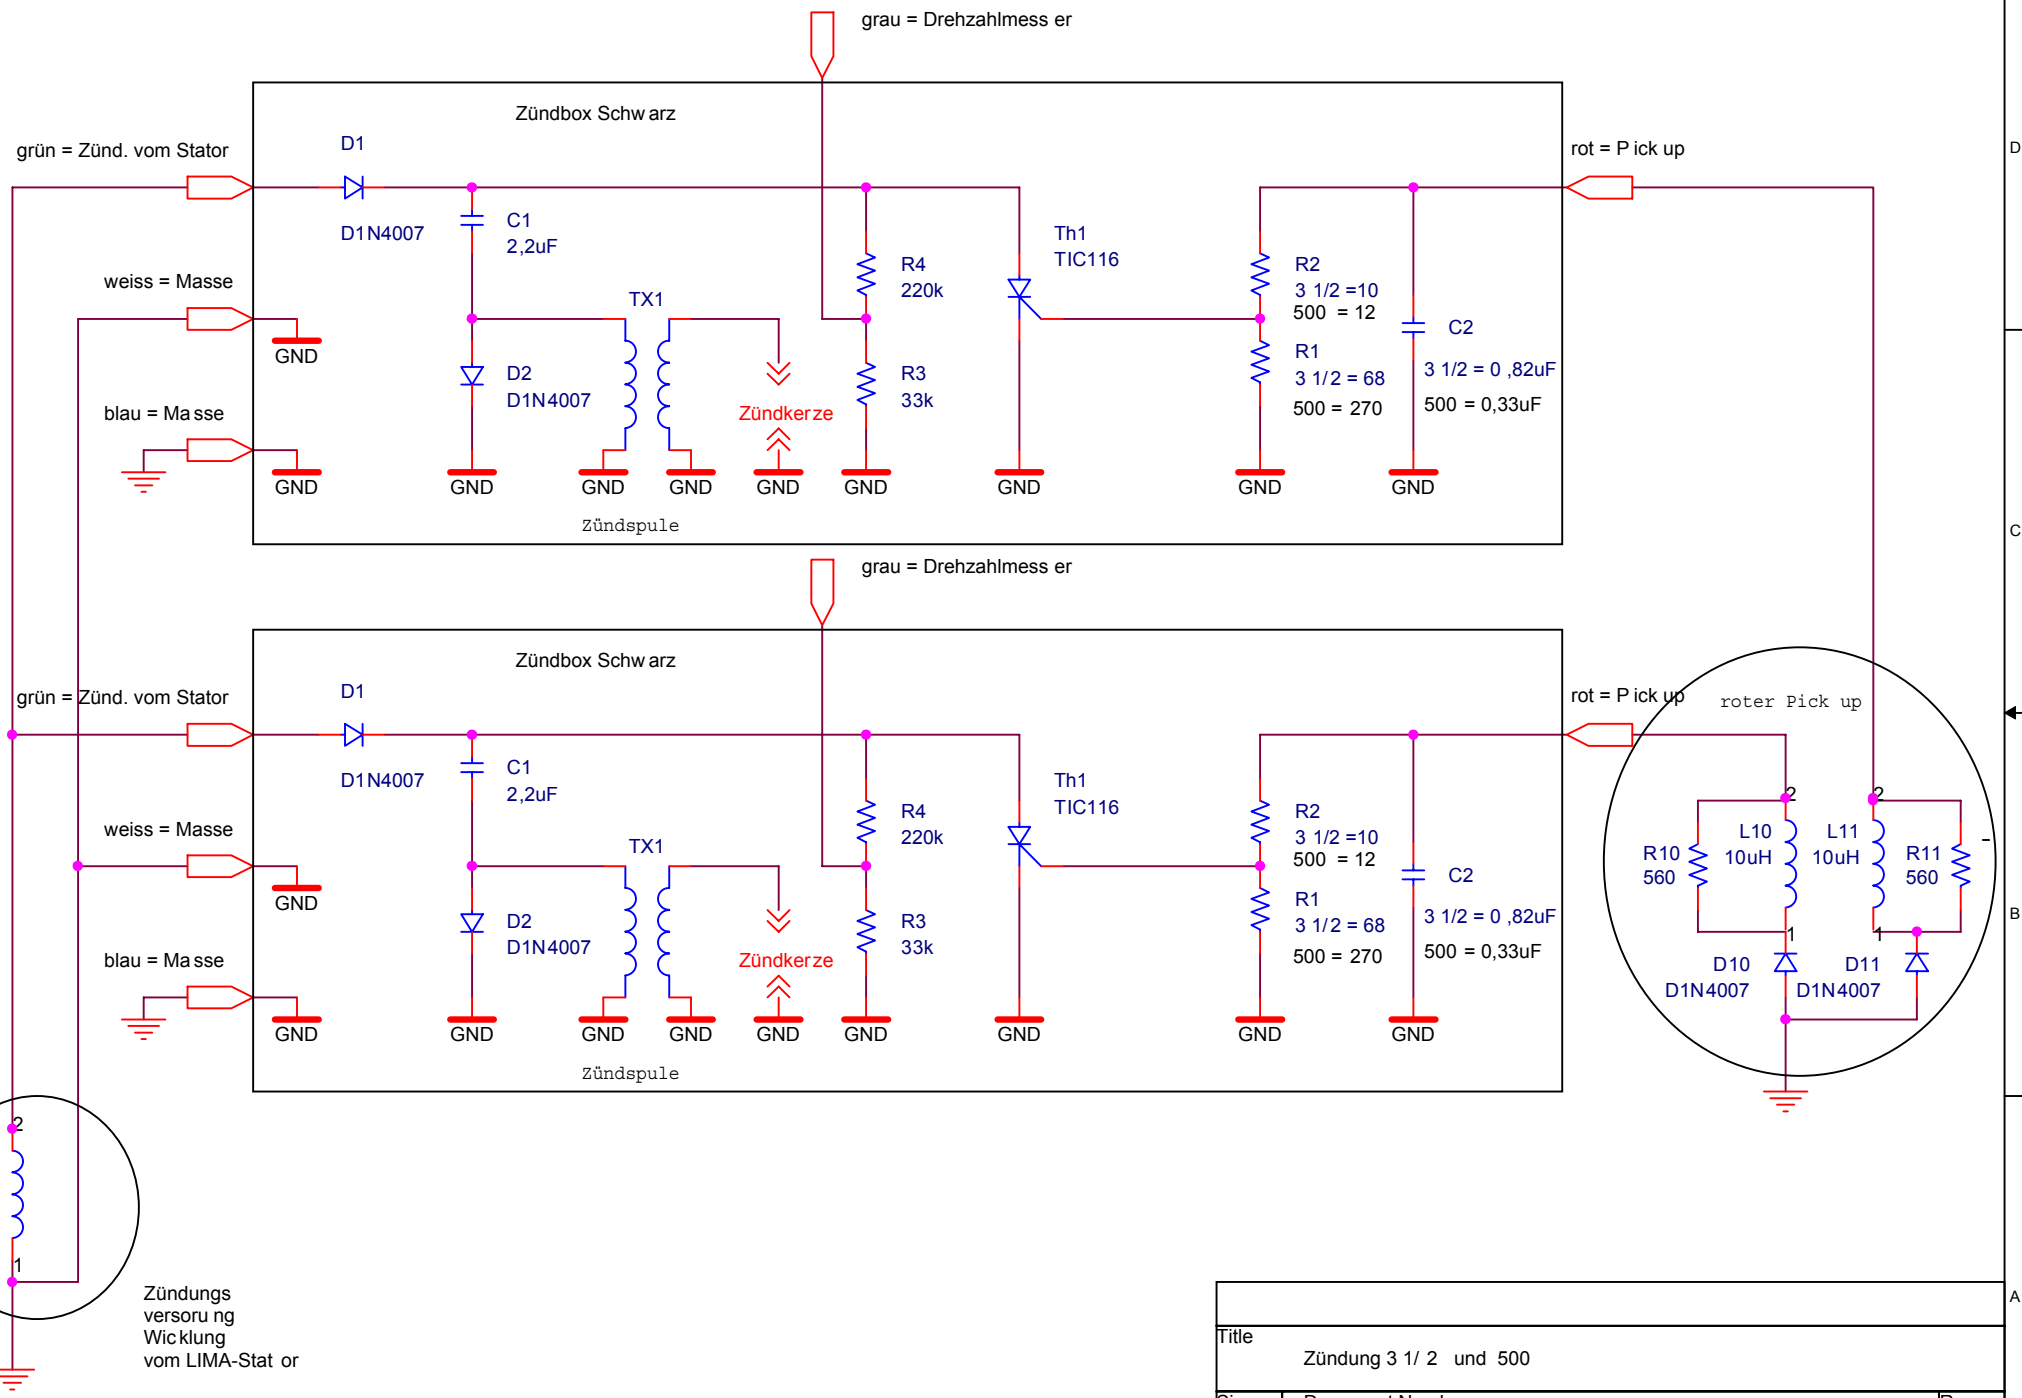 grau = Drehzahlmess er
Zündbox Schw arz
grün = Zünd. vom Stator
D1
D1N4007
C1
2,2uF
weiss = Masse
GND
TX1
D2
D1N4007
Zündkerze
blau = Ma sse
R4
220k
R3
33k
Th1
TIC116
R2
3 1/2 =10
500 = 12
R1
3 1/2 = 68
500 = 270
C2
3 1/2 = 0 ,82uF
500 = 0,33uF
rot = P ick up
GND
GND
GND
GND
GND
GND
GND
GND
GND
Zündspule
D
C
grau = Drehzahlmess er
Zündbox Schw arz
grün = Zünd. vom Stator
D1
D1N4007
C1
2,2uF
weiss = Masse
GND
TX1
D2
D1N4007
Zündkerze
blau = Ma sse
R4
220k
R3
33k
Th1
TIC116
R2
3 1/2 =10
500 = 12
R1
3 1/2 = 68
500 = 270
C2
3 1/2 = 0 ,82uF
500 = 0,33uF
rot = P ick up
GND
GND
GND
GND
GND
GND
GND
GND
GND
Zündspule
roter Pick up
2
2
R10
560
L10
10uH
L11
10uH
R11
560
-
1
1
D10
D1N4007
D11
D1N4007
B
2
1
Zündungs
versoru ng
Wic klung
vom LIMA-Stat or
A
Title
Zündung 3 1/ 2 und 500